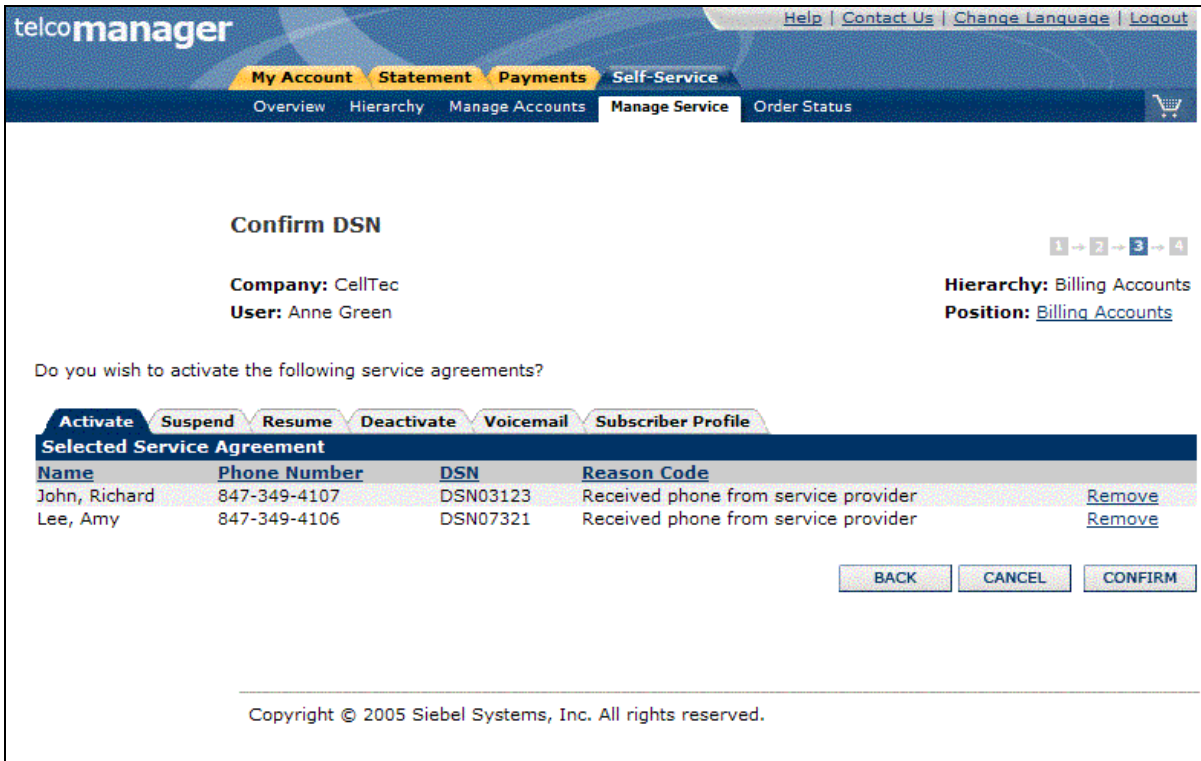 telcomanager
Help | Contact Us | Change Language | Logout
My Account Statement Payments Self-Service
Overview Hierarchy Manage Accounts Manage Service Order Status
Confirm DSN
1 → 2 → 3 → 4
Company: CellTec Hierarchy: Billing Accounts
User: Anne Green Position: Billing Accounts
Do you wish to activate the following service agreements?
Activate Suspend Resume Deactivate Voicemail Subscriber Profile
Selected Service Agreement
Name Phone Number DSN Reason Code
John, Richard 847-349-4107 DSN03123 Received phone from service provider Remove
Lee, Amy 847-349-4106 DSN07321 Received phone from service provider Remove
BACK CANCEL CONFIRM
Copyright © 2005 Siebel Systems, Inc. All rights reserved.